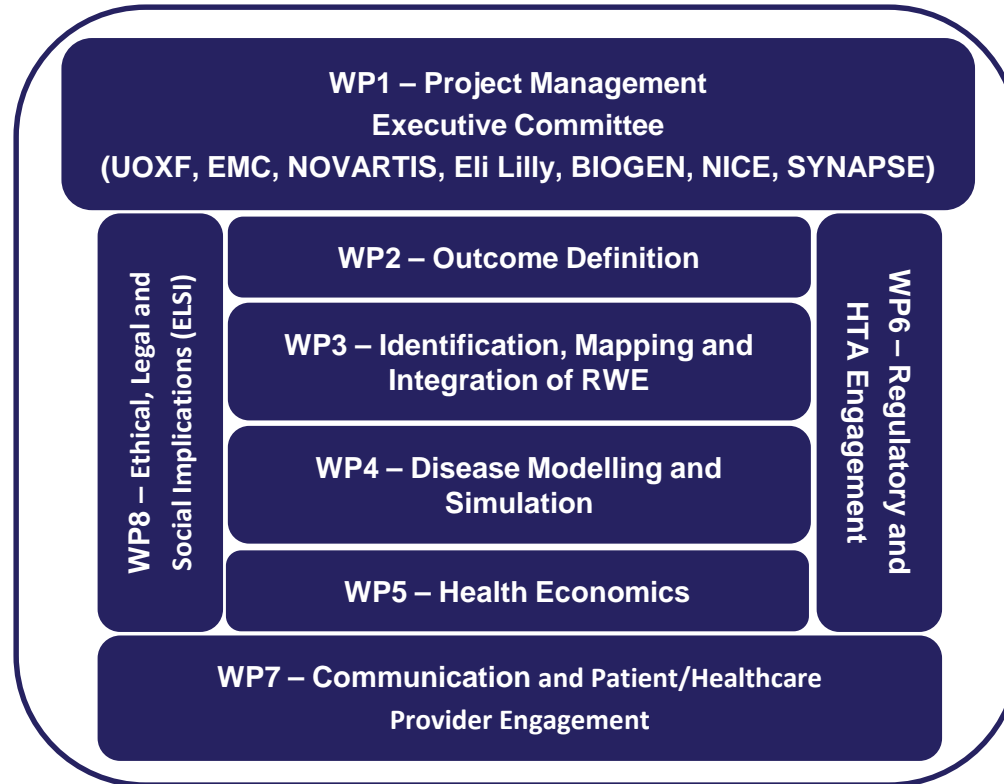 WP1 – Project Management
Executive Committee
(UOXF, EMC, NOVARTIS, Eli Lilly, BIOGEN, NICE, SYNAPSE)
WP8 – Ethical, Legal and
Social Implications (ELSI)
WP2 – Outcome Definition
WP3 – Identification, Mapping and
Integration of RWE
WP4 – Disease Modelling and
Simulation
WP5 – Health Economics
WP6 – Regulatory and
HTA Engagement
WP7 – Communication and Patient/Healthcare
Provider Engagement